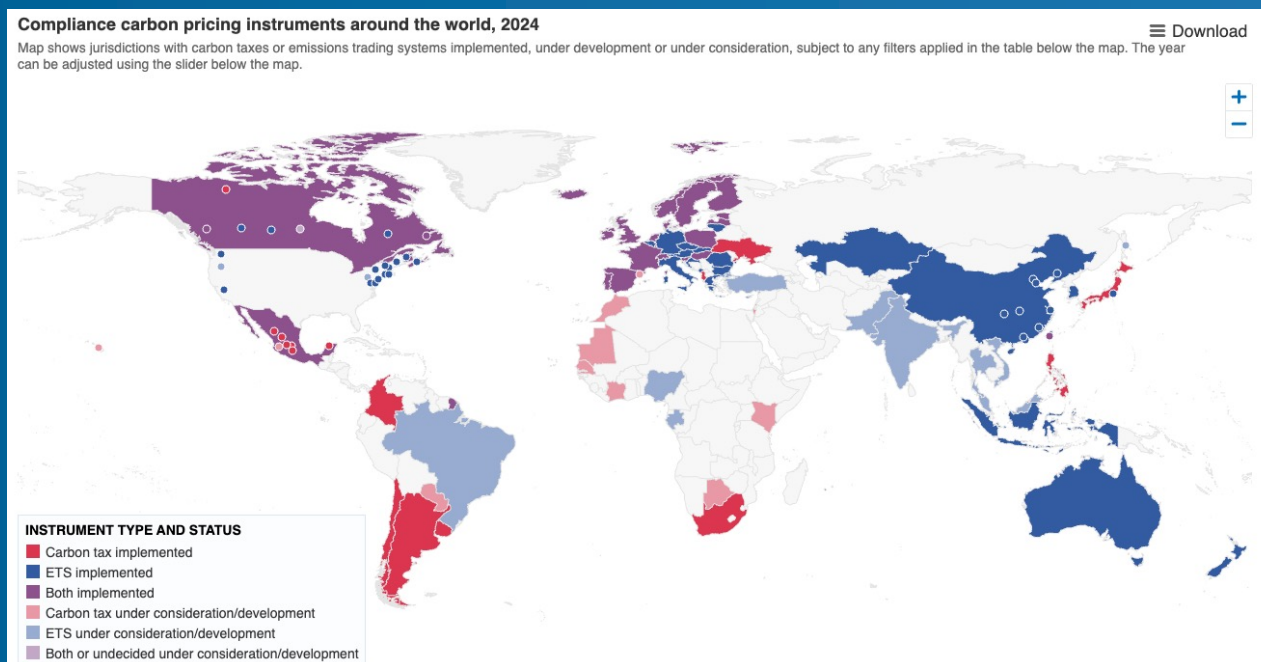 Compliance carbon pricing instruments around the world, 2024
Download
Map shows jurisdictions with carbon taxes or emissions trading systems implemented, under development or under consideration, subject to any filters applied in the table below the map. The year
can be adjusted using the slider below the map.
+
−
INSTRUMENT TYPE AND STATUS
Carbon tax implemented
ETS implemented
Both implemented
Carbon tax under consideration/development
ETS under consideration/development
Both or undecided under consideration/development